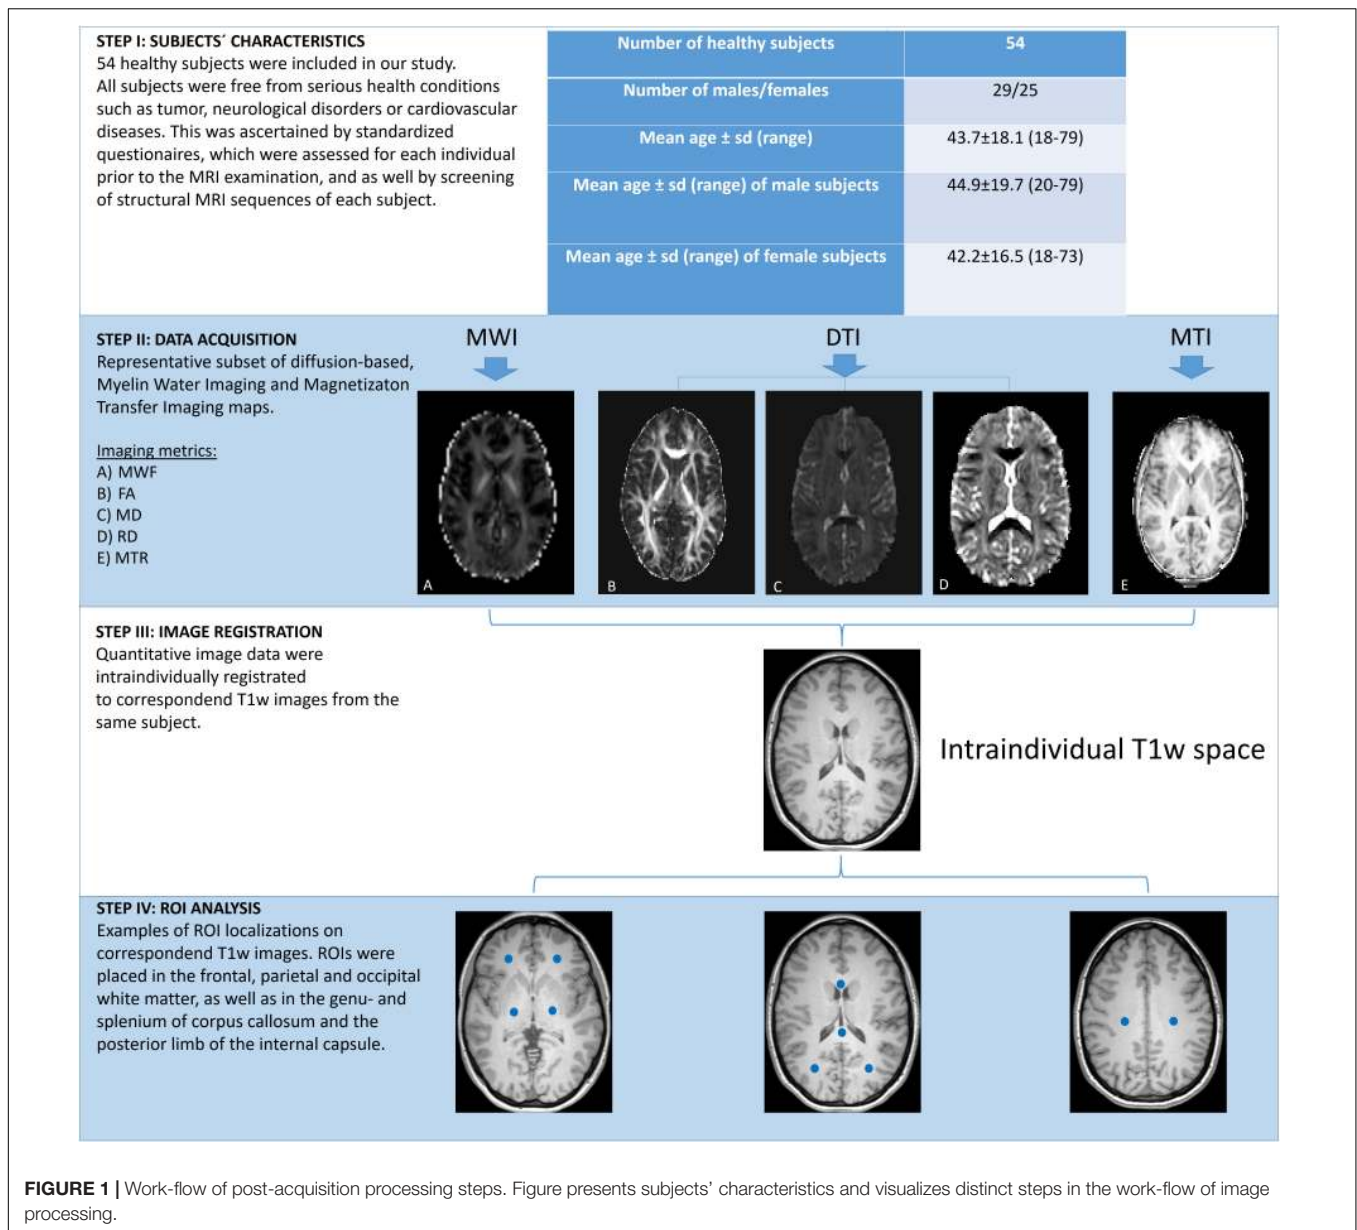 STEP I: SUBJECTS´ CHARACTERISTICS
54 healthy subjects were included in our study.
All subjects were free from serious health conditions
such as tumor, neurological disorders or cardiovascular
diseases. This was ascertained by standardized
questionaires, which were assessed for each individual
prior to the MRI examination, and as well by screening
of structural MRI sequences of each subject.
Number of healthy subjects 54
Number of males/females 29/25
Mean age ± sd (range) 43.7±18.1 (18-79)
Mean age ± sd (range) of male subjects 44.9±19.7 (20-79)
Mean age ± sd (range) of female subjects 42.2±16.5 (18-73)
STEP II: DATA ACQUISITION
Representative subset of diffusion-based,
Myelin Water Imaging and Magnetizaton
Transfer Imaging maps.
Imaging metrics:
A) MWF
B) FA
C) MD
D) RD
E) MTR
MWI DTI MTI
A B C D E
STEP III: IMAGE REGISTRATION
Quantitative image data were
intraindividually registrated
to correspondend T1w images from the
same subject.
Intraindividual T1w space
STEP IV: ROI ANALYSIS
Examples of ROI localizations on
correspondend T1w images. ROIs were
placed in the frontal, parietal and occipital
white matter, as well as in the genu- and
splenium of corpus callosum and the
posterior limb of the internal capsule.
FIGURE 1 | Work-flow of post-acquisition processing steps. Figure presents subjects' characteristics and visualizes distinct steps in the work-flow of image
processing.